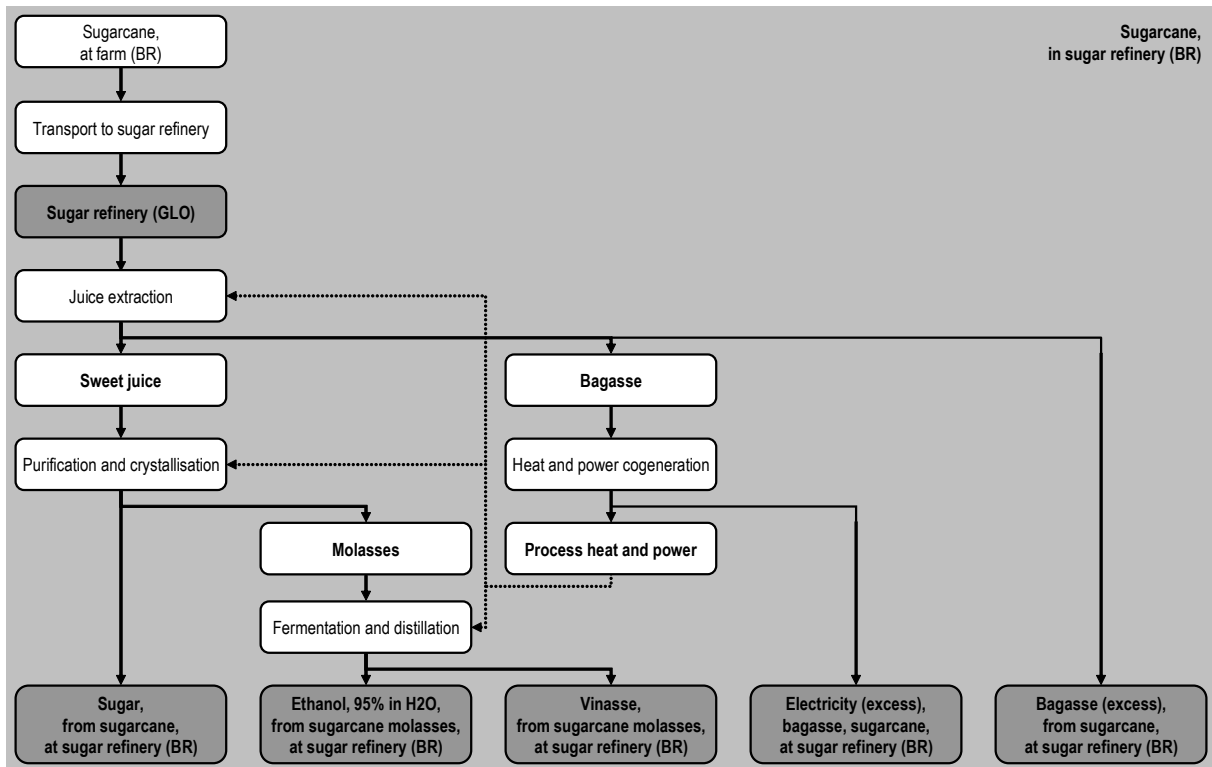 Sugarcane,
at farm (BR)
Sugarcane,
in sugar refinery (BR)
Transport to sugar refinery
Sugar refinery (GLO)
Juice extraction
Sweet juice
Bagasse
Purification and crystallisation
Heat and power cogeneration
Molasses
Process heat and power
Fermentation and distillation
Sugar,
from sugarcane,
at sugar refinery (BR)
Ethanol, 95% in H2O,
from sugarcane molasses,
at sugar refinery (BR)
Vinasse,
from sugarcane molasses,
at sugar refinery (BR)
Electricity (excess),
bagasse, sugarcane,
at sugar refinery (BR)
Bagasse (excess),
from sugarcane,
at sugar refinery (BR)